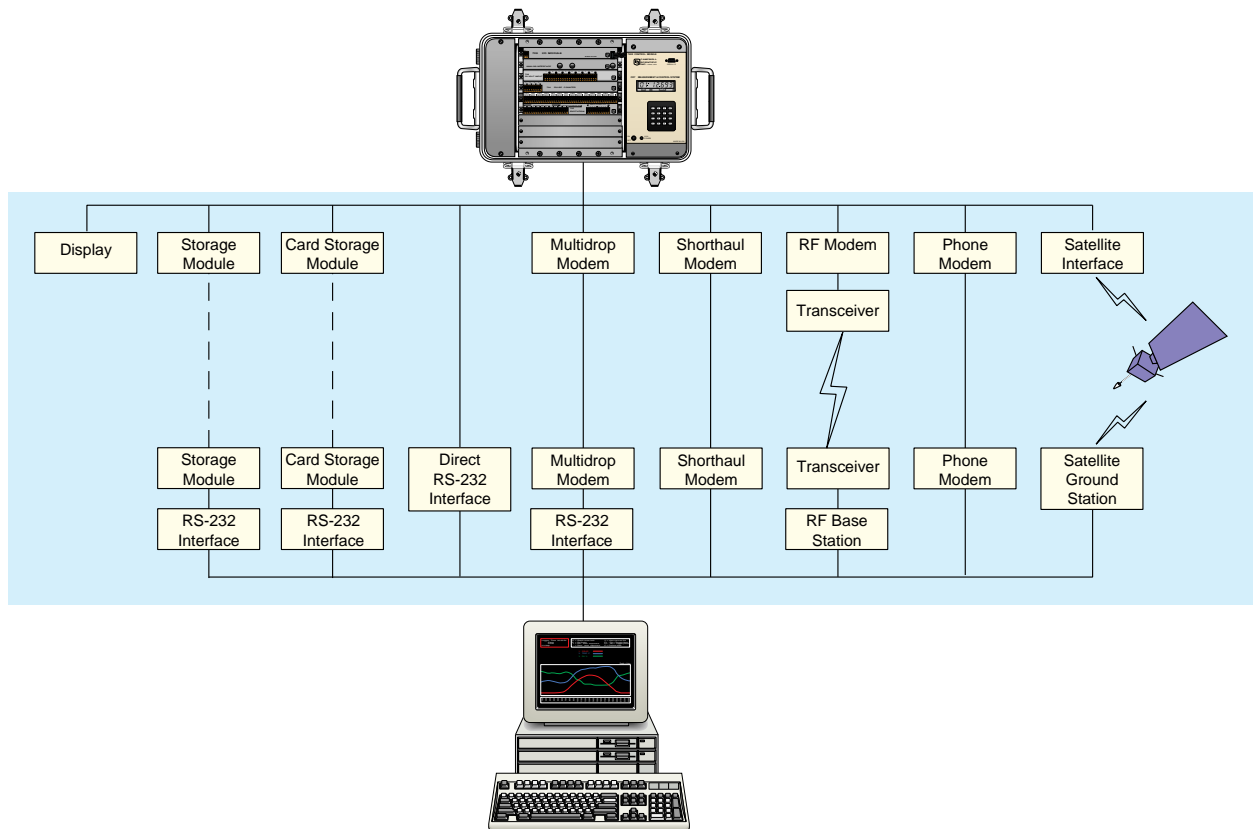 Display
Storage
Module
Card Storage
Module
Multidrop
Modem
Shorthaul
Modem
RF Modem
Phone
Modem
Satellite
Interface
Transceiver
Storage
Module
Card Storage
Module
Direct
RS-232
Interface
Multidrop
Modem
Shorthaul
Modem
Transceiver
Phone
Modem
Satellite
Ground
Station
RS-232
Interface
RS-232
Interface
RS-232
Interface
RF Base
Station